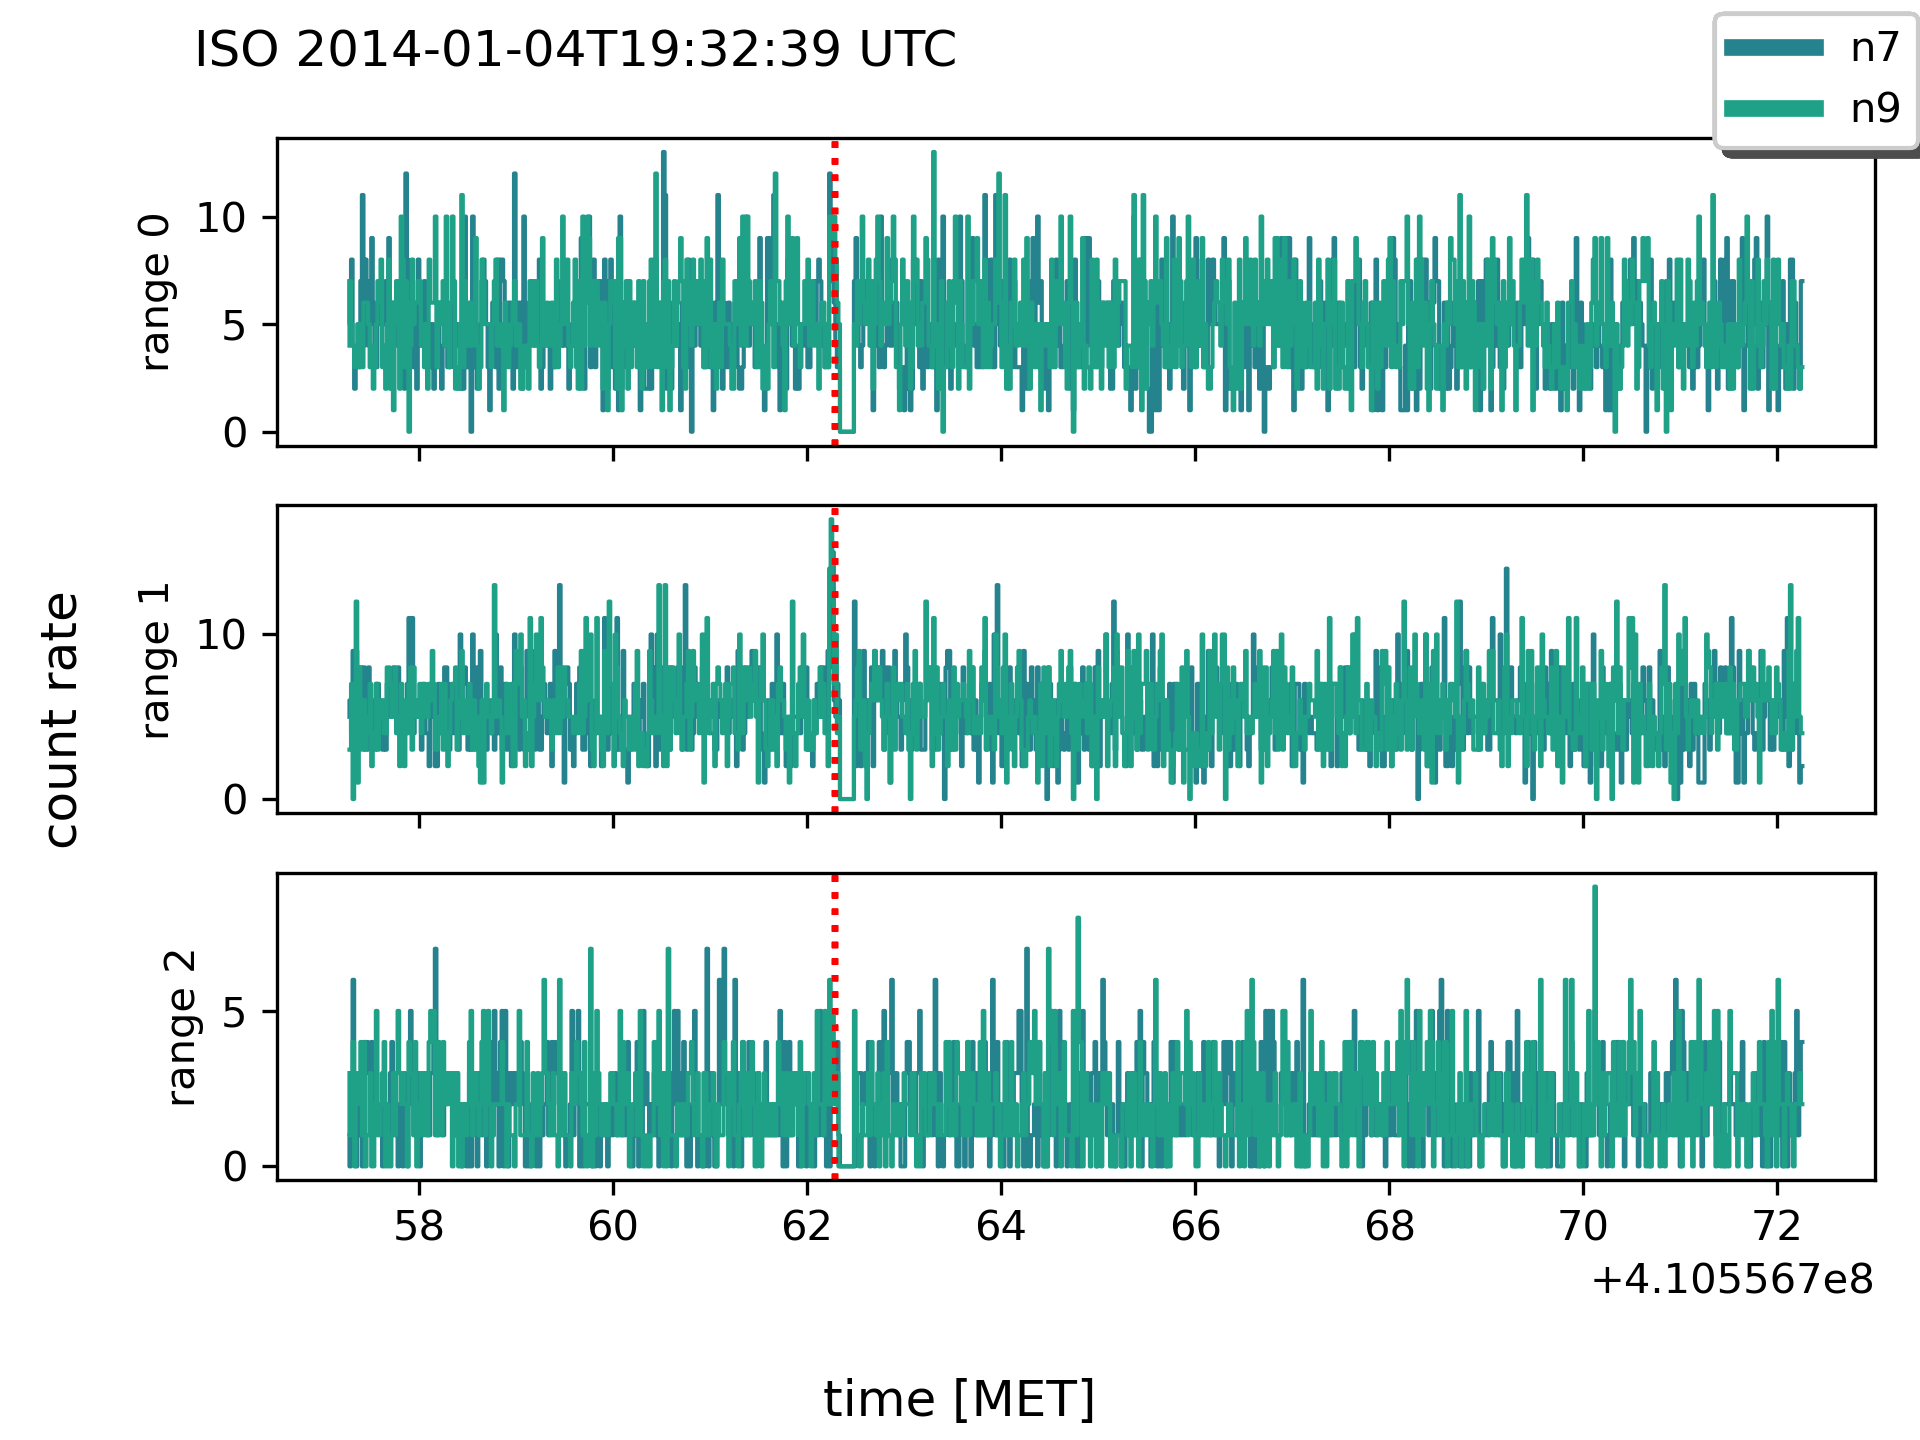 ISO 2014-01-04T19:32:39 UTC
n7
n9
range 0
10
5
0
count rate
range 1
10
0
range 2
5
0
58 60 62 64 66 68 70 72
+4.105567e8
time [MET]